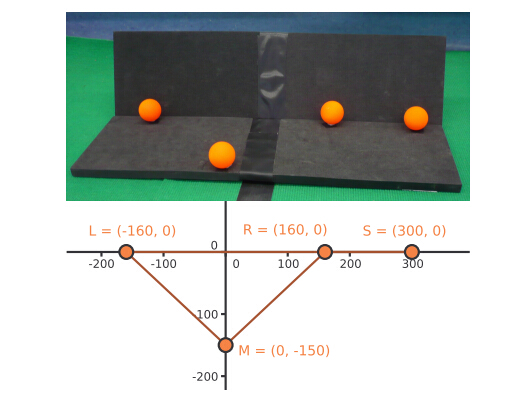 L = (-160, 0)
R = (160, 0)
S = (300, 0)
0
-200
-100
0
100
200
300
-100
M = (0, -150)
-200